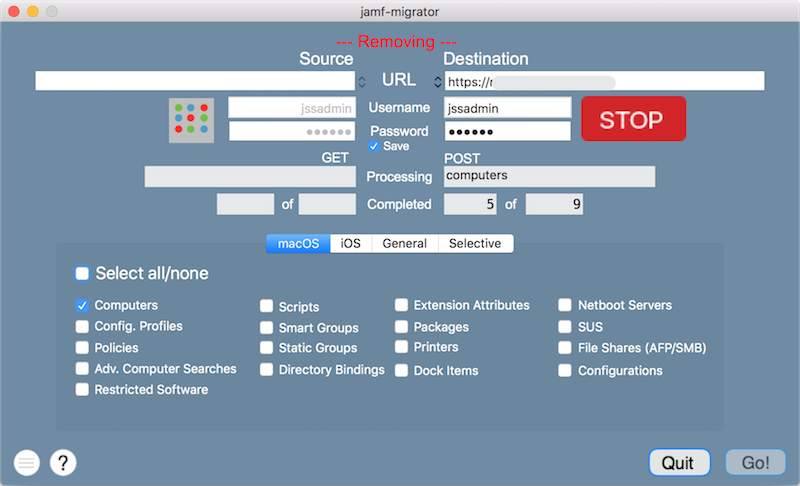 jamf-migrator
--- Removing ---
Source Destination
URL https://
jssadmin Username jssadmin STOP
Password
Save
GET POST
Processing computers
of Completed 5 of 9
macOS iOS General Selective
Select all/none
Computers Scripts Extension Attributes Netboot Servers
Config. Profiles Smart Groups Packages SUS
Policies Static Groups Printers File Shares (AFP/SMB)
Adv. Computer Searches Directory Bindings Dock Items Configurations
Restricted Software
? Quit Go!